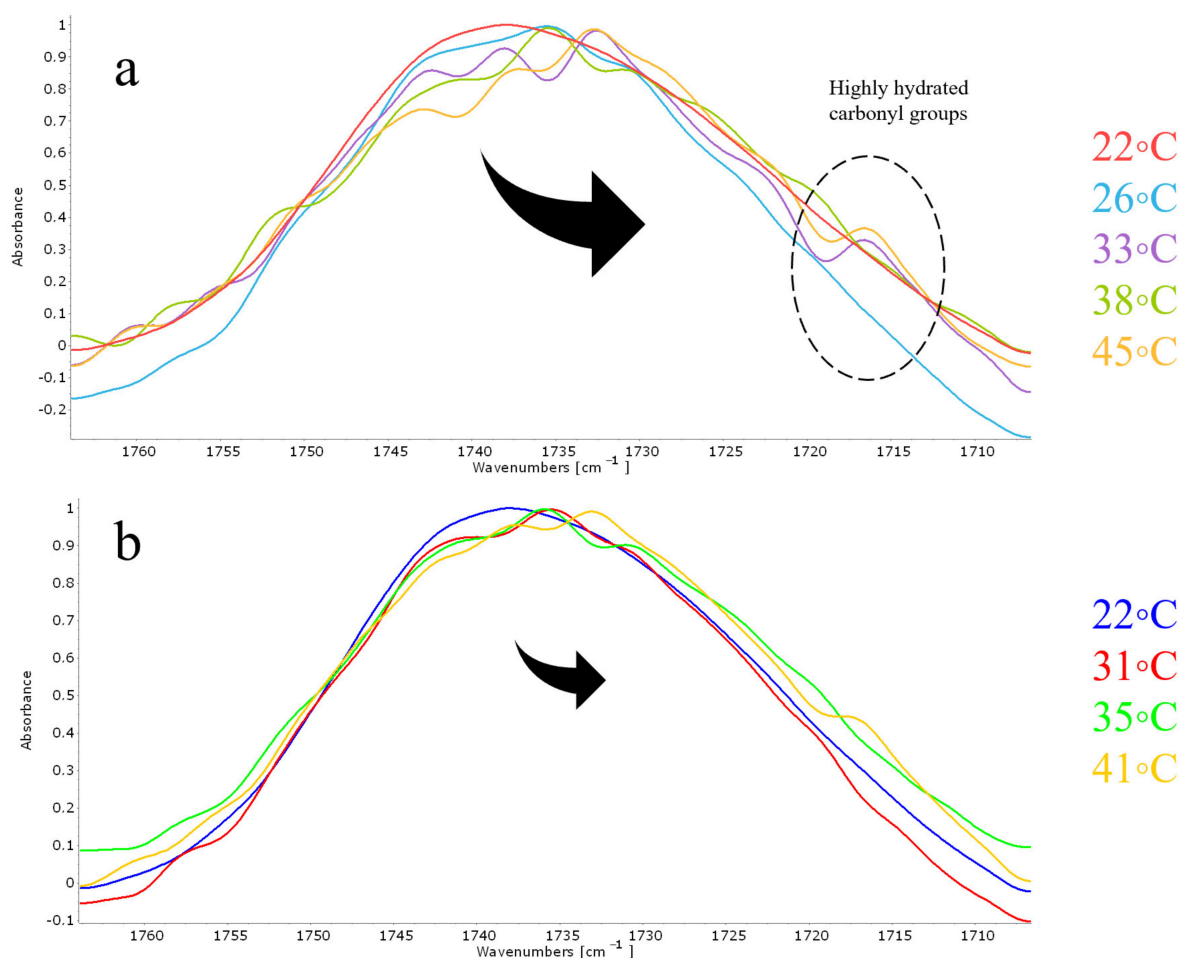 a
Highly hydrated
carbonyl groups
22∘C
26∘C
33∘C
38∘C
45∘C
Absorbance
1
0.9
0.8
0.7
0.6
0.5
0.4
0.3
0.2
0.1
0
-0.1
-0.2
1760 1755 1750 1745 1740 1735 1730 1725 1720 1715 1710
Wavenumbers [cm⁻¹]
b
22∘C
31∘C
35∘C
41∘C
Absorbance
1
0.9
0.8
0.7
0.6
0.5
0.4
0.3
0.2
0.1
0
-0.1
1760 1755 1750 1745 1740 1735 1730 1725 1720 1715 1710
Wavenumbers [cm⁻¹]